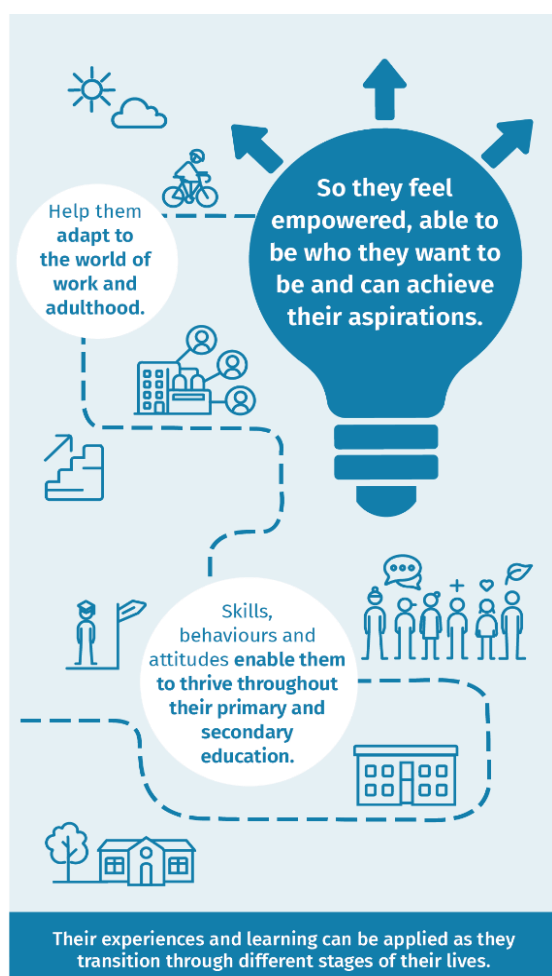 So they feel
empowered, able to
be who they want to
be and can achieve
their aspirations.
Help them
adapt to
the world of
work and
adulthood.
Skills,
behaviours and
attitudes enable them
to thrive throughout
their primary and
secondary
education.
Their experiences and learning can be applied as they
transition through different stages of their lives.